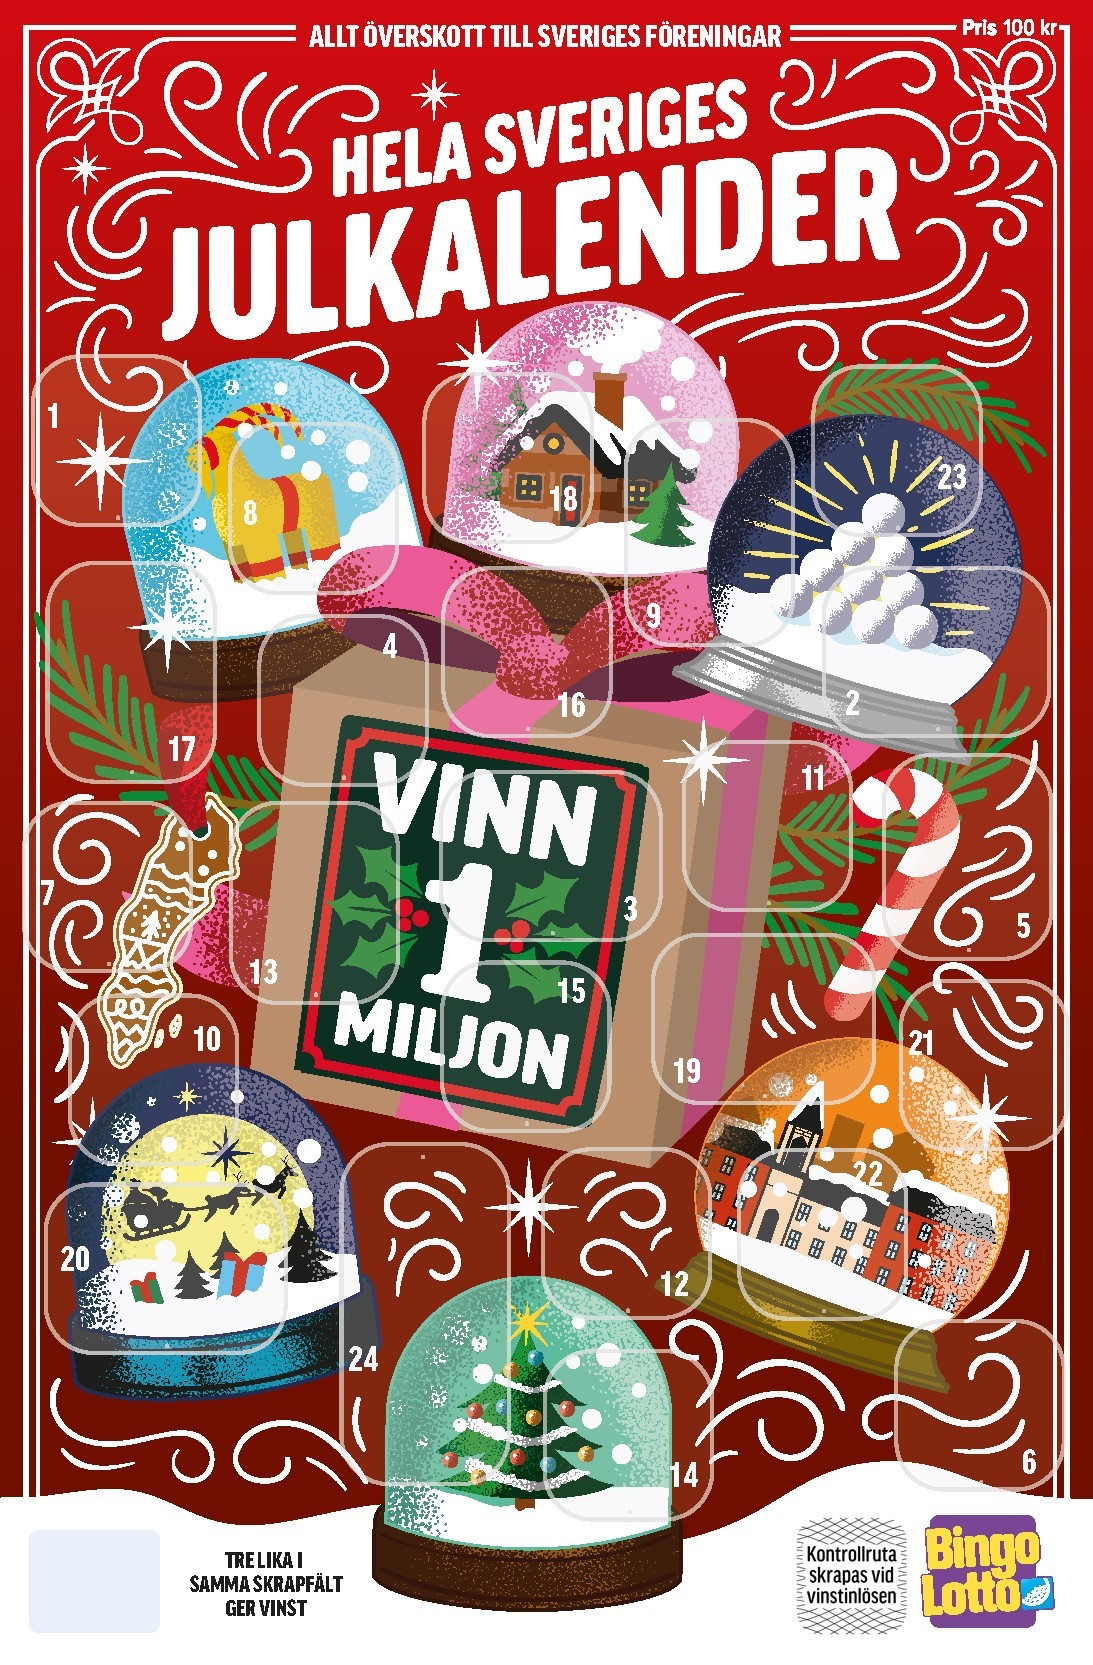 ALLT ÖVERSKOTT TILL SVERIGES FÖRENINGAR
Pris 100 kr
HELA SVERIGES
JULKALENDER
1
8
18
23
4
9
16
2
17
11
VINN
1
MILJON
7
3
5
13
15
10
19
21
22
20
12
24
14
6
TRE LIKA I
SAMMA SKRAPFÄLT
GER VINST
Kontrollruta
skrapas vid
vinstinlösen
Bingo
Lotto